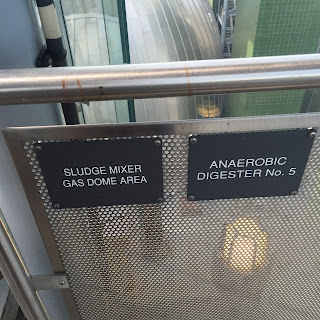 SLUDGE MIXER
GAS DOME AREA
ANAEROBIC
DIGESTER No. 5